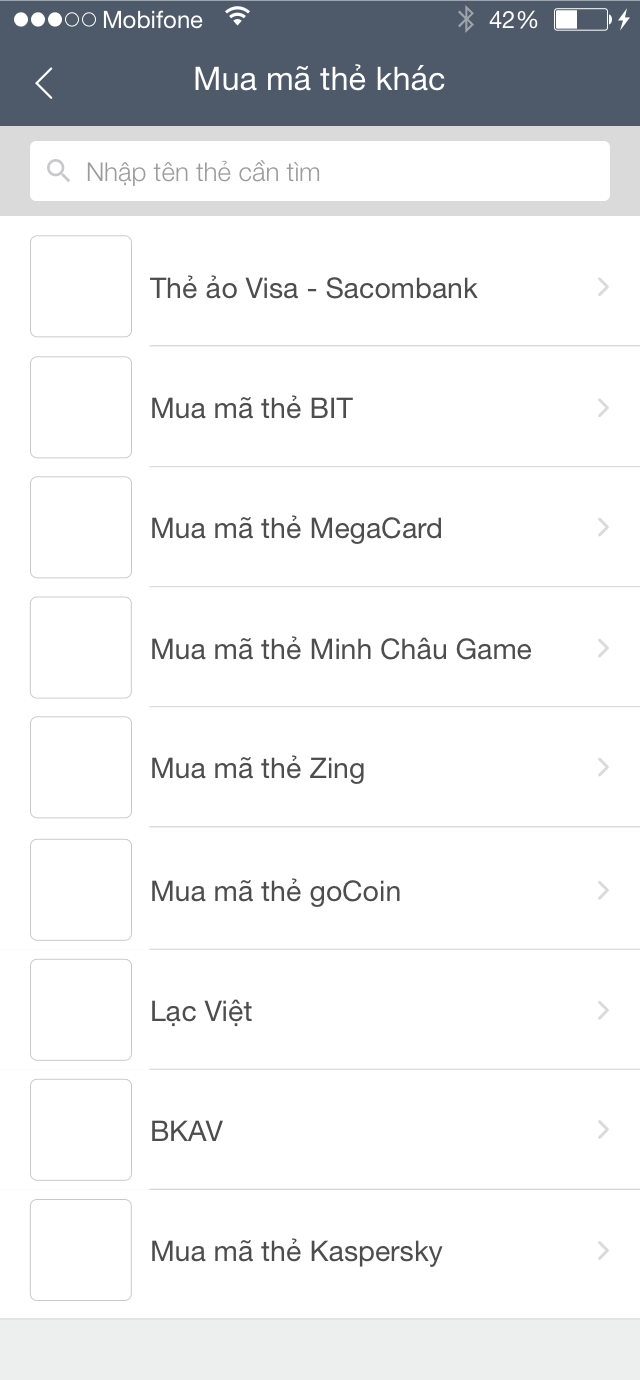 Mobifone 42%
Mua mã thẻ khác
Nhập tên thẻ cần tìm
Thẻ ảo Visa - Sacombank
Mua mã thẻ BIT
Mua mã thẻ MegaCard
Mua mã thẻ Minh Châu Game
Mua mã thẻ Zing
Mua mã thẻ goCoin
Lạc Việt
BKAV
Mua mã thẻ Kaspersky